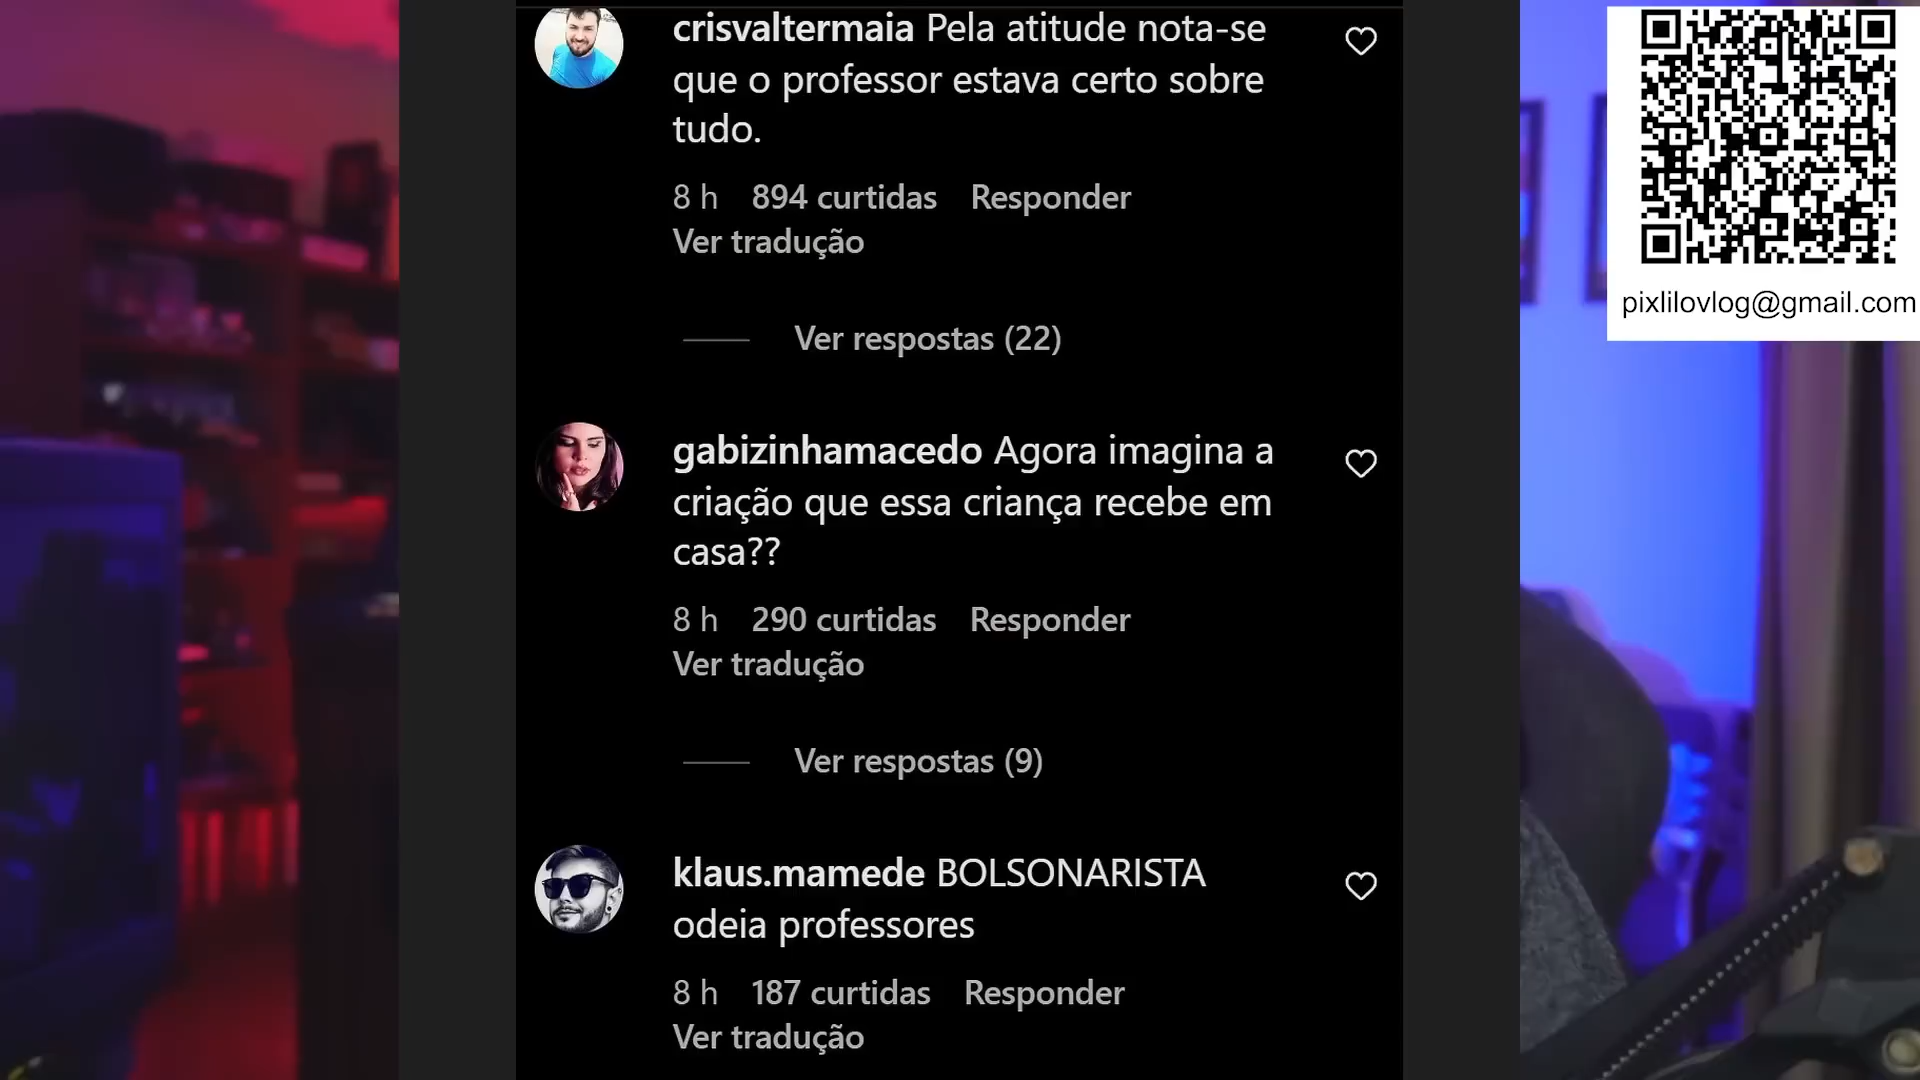 crisvaltermaia Pela atitude nota-se
que o professor estava certo sobre
tudo.
8 h 894 curtidas Responder
Ver tradução
Ver respostas (22)
gabizinhamacedo Agora imagina a
criação que essa criança recebe em
casa??
8 h 290 curtidas Responder
Ver tradução
Ver respostas (9)
klaus.mamede BOLSONARISTA
odeia professores
8 h 187 curtidas Responder
Ver tradução
pixlilovlog@gmail.com